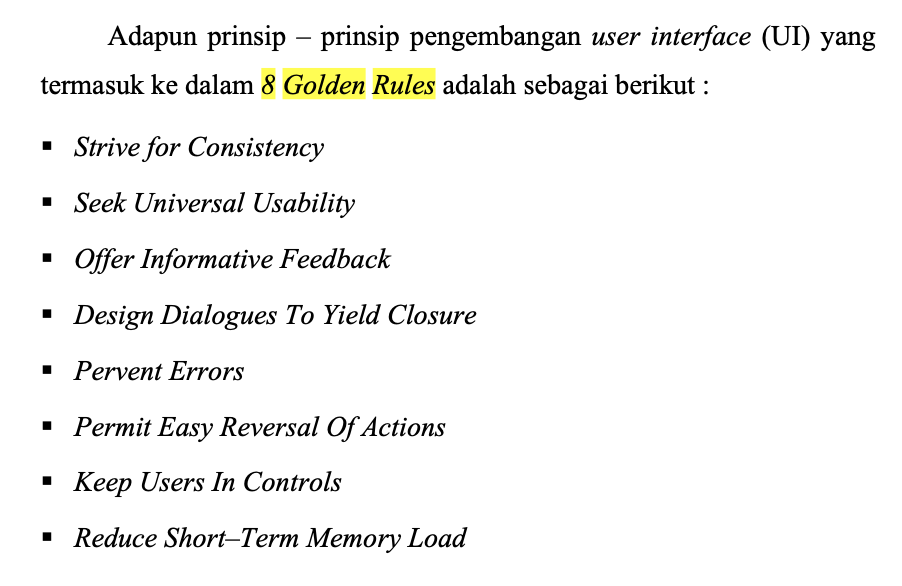 Adapun prinsip – prinsip pengembangan user interface (UI) yang
termasuk ke dalam 8 Golden Rules adalah sebagai berikut :
▪ Strive for Consistency
▪ Seek Universal Usability
▪ Offer Informative Feedback
▪ Design Dialogues To Yield Closure
▪ Pervent Errors
▪ Permit Easy Reversal Of Actions
▪ Keep Users In Controls
▪ Reduce Short–Term Memory Load